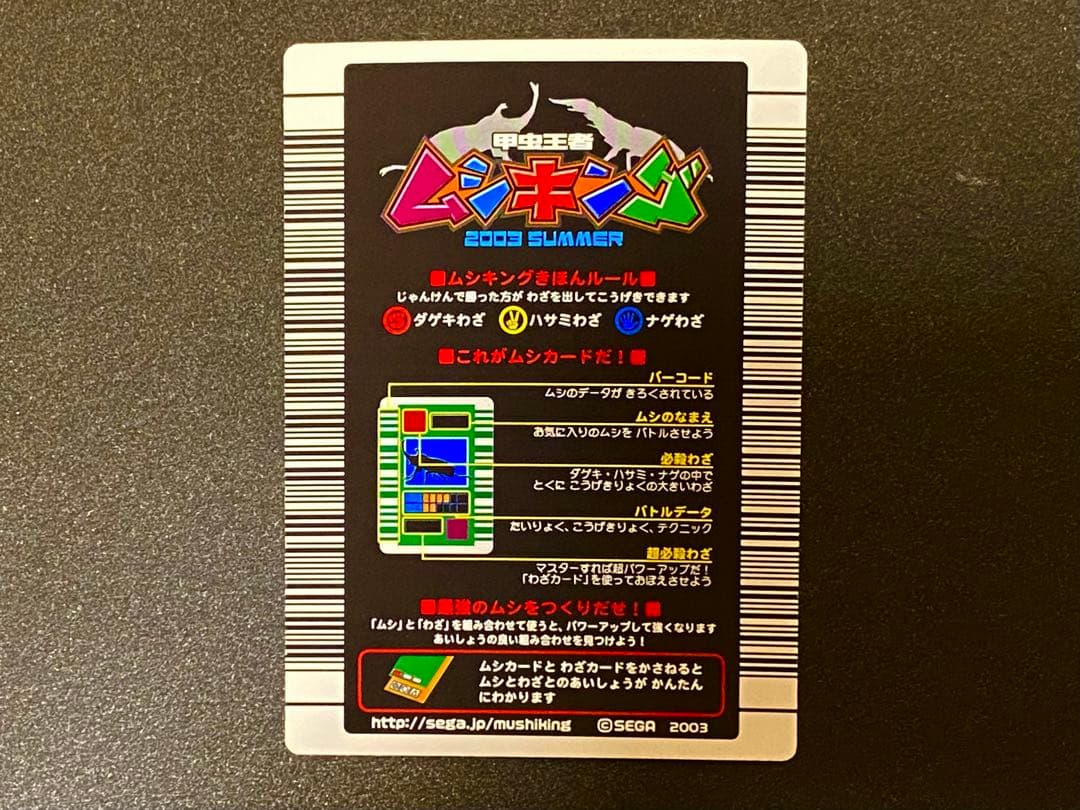 甲虫王者
ムシキング
2003 SUMMER
■ムシキングきほんルール■
じゃんけんで勝った方が わざを出してこうげきできます
ダゲキわざ ハサミわざ ナゲわざ
■これがムシカードだ！■
バーコード
ムシのデータが きろくされている
ムシのなまえ
お気に入りのムシを バトルさせよう
必殺わざ
ダゲキ・ハサミ・ナゲの中で
とくに こうげきりょくの大きいわざ
バトルデータ
たいりょく、こうげきりょく、テクニック
超必殺わざ
マスターすれば超パワーアップだ！
「わざカード」を使っておぼえさせよう
■最強のムシをつくりだせ！■
「ムシ」と「わざ」を組み合わせて使うと、パワーアップして強くなります
あいしょうの良い組み合わせを見つけよう！
ムシカードと わざカードをかさねると
ムシとわざとのあいしょうが かんたん
にわかります
http://sega.jp/mushiking ©SEGA 2003